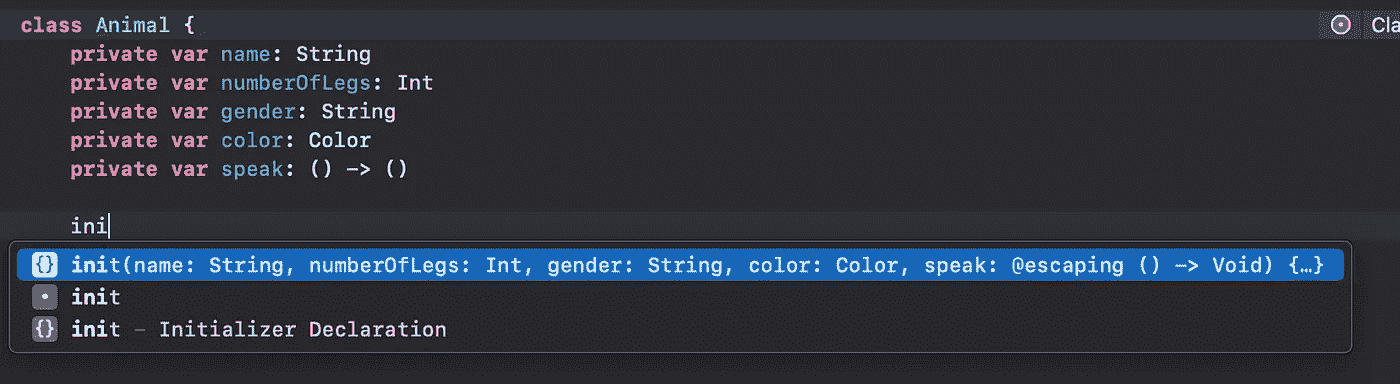 class Animal {
private var name: String
private var numberOfLegs: Int
private var gender: String
private var color: Color
private var speak: () -> ()
ini
{} init(name: String, numberOfLegs: Int, gender: String, color: Color, speak: @escaping () -> Void) {…}
init
{} init – Initializer Declaration